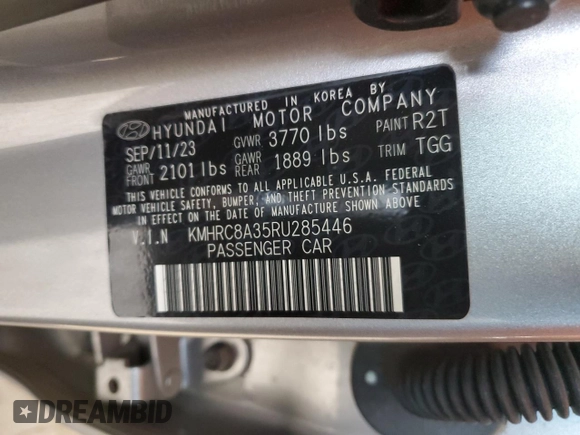 MANUFACTURED IN KOREA BY
HYUNDAI MOTOR COMPANY
SEP/11/23 GVWR 3770 lbs PAINT R2T
GAWR FRONT 2101 lbs GAWR REAR 1889 lbs TRIM TGG
THIS VEHICLE CONFORMS TO ALL APPLICABLE U.S.A. FEDERAL
MOTOR VEHICLE SAFETY, BUMPER, AND THEFT PREVENTION STANDARDS
IN EFFECT ON THE DATE OF MANUFACTURE SHOWN ABOVE
V.I.N KMHRC8A35RU285446
PASSENGER CAR
DREAMBID